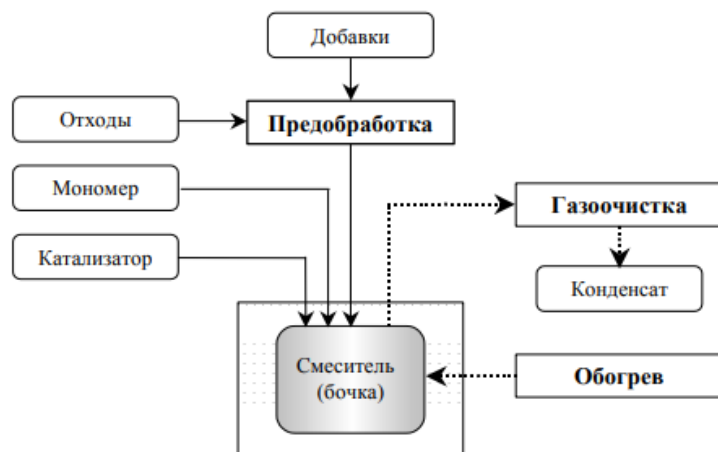 Добавки
Отходы
Предобработка
Мономер
Газоочистка
Катализатор
Конденсат
Смеситель
(бочка)
Обогрев